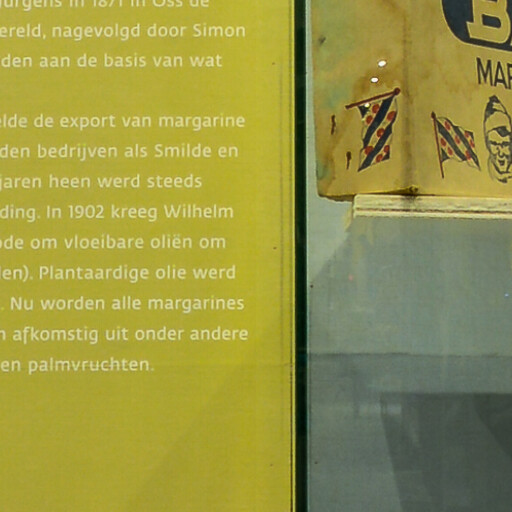 urgens in 1871 in Oss de
ereld, nagevolgd door Simon
den aan de basis van wat
elde de export van margarine
den bedrijven als Smilde en
jaren heen werd steeds
ding. In 1902 kreeg Wilhelm
ode om vloeibare oliën om
len). Plantaardige olie werd
. Nu worden alle margarines
n afkomstig uit onder andere
en palmvruchten.
B
MAR